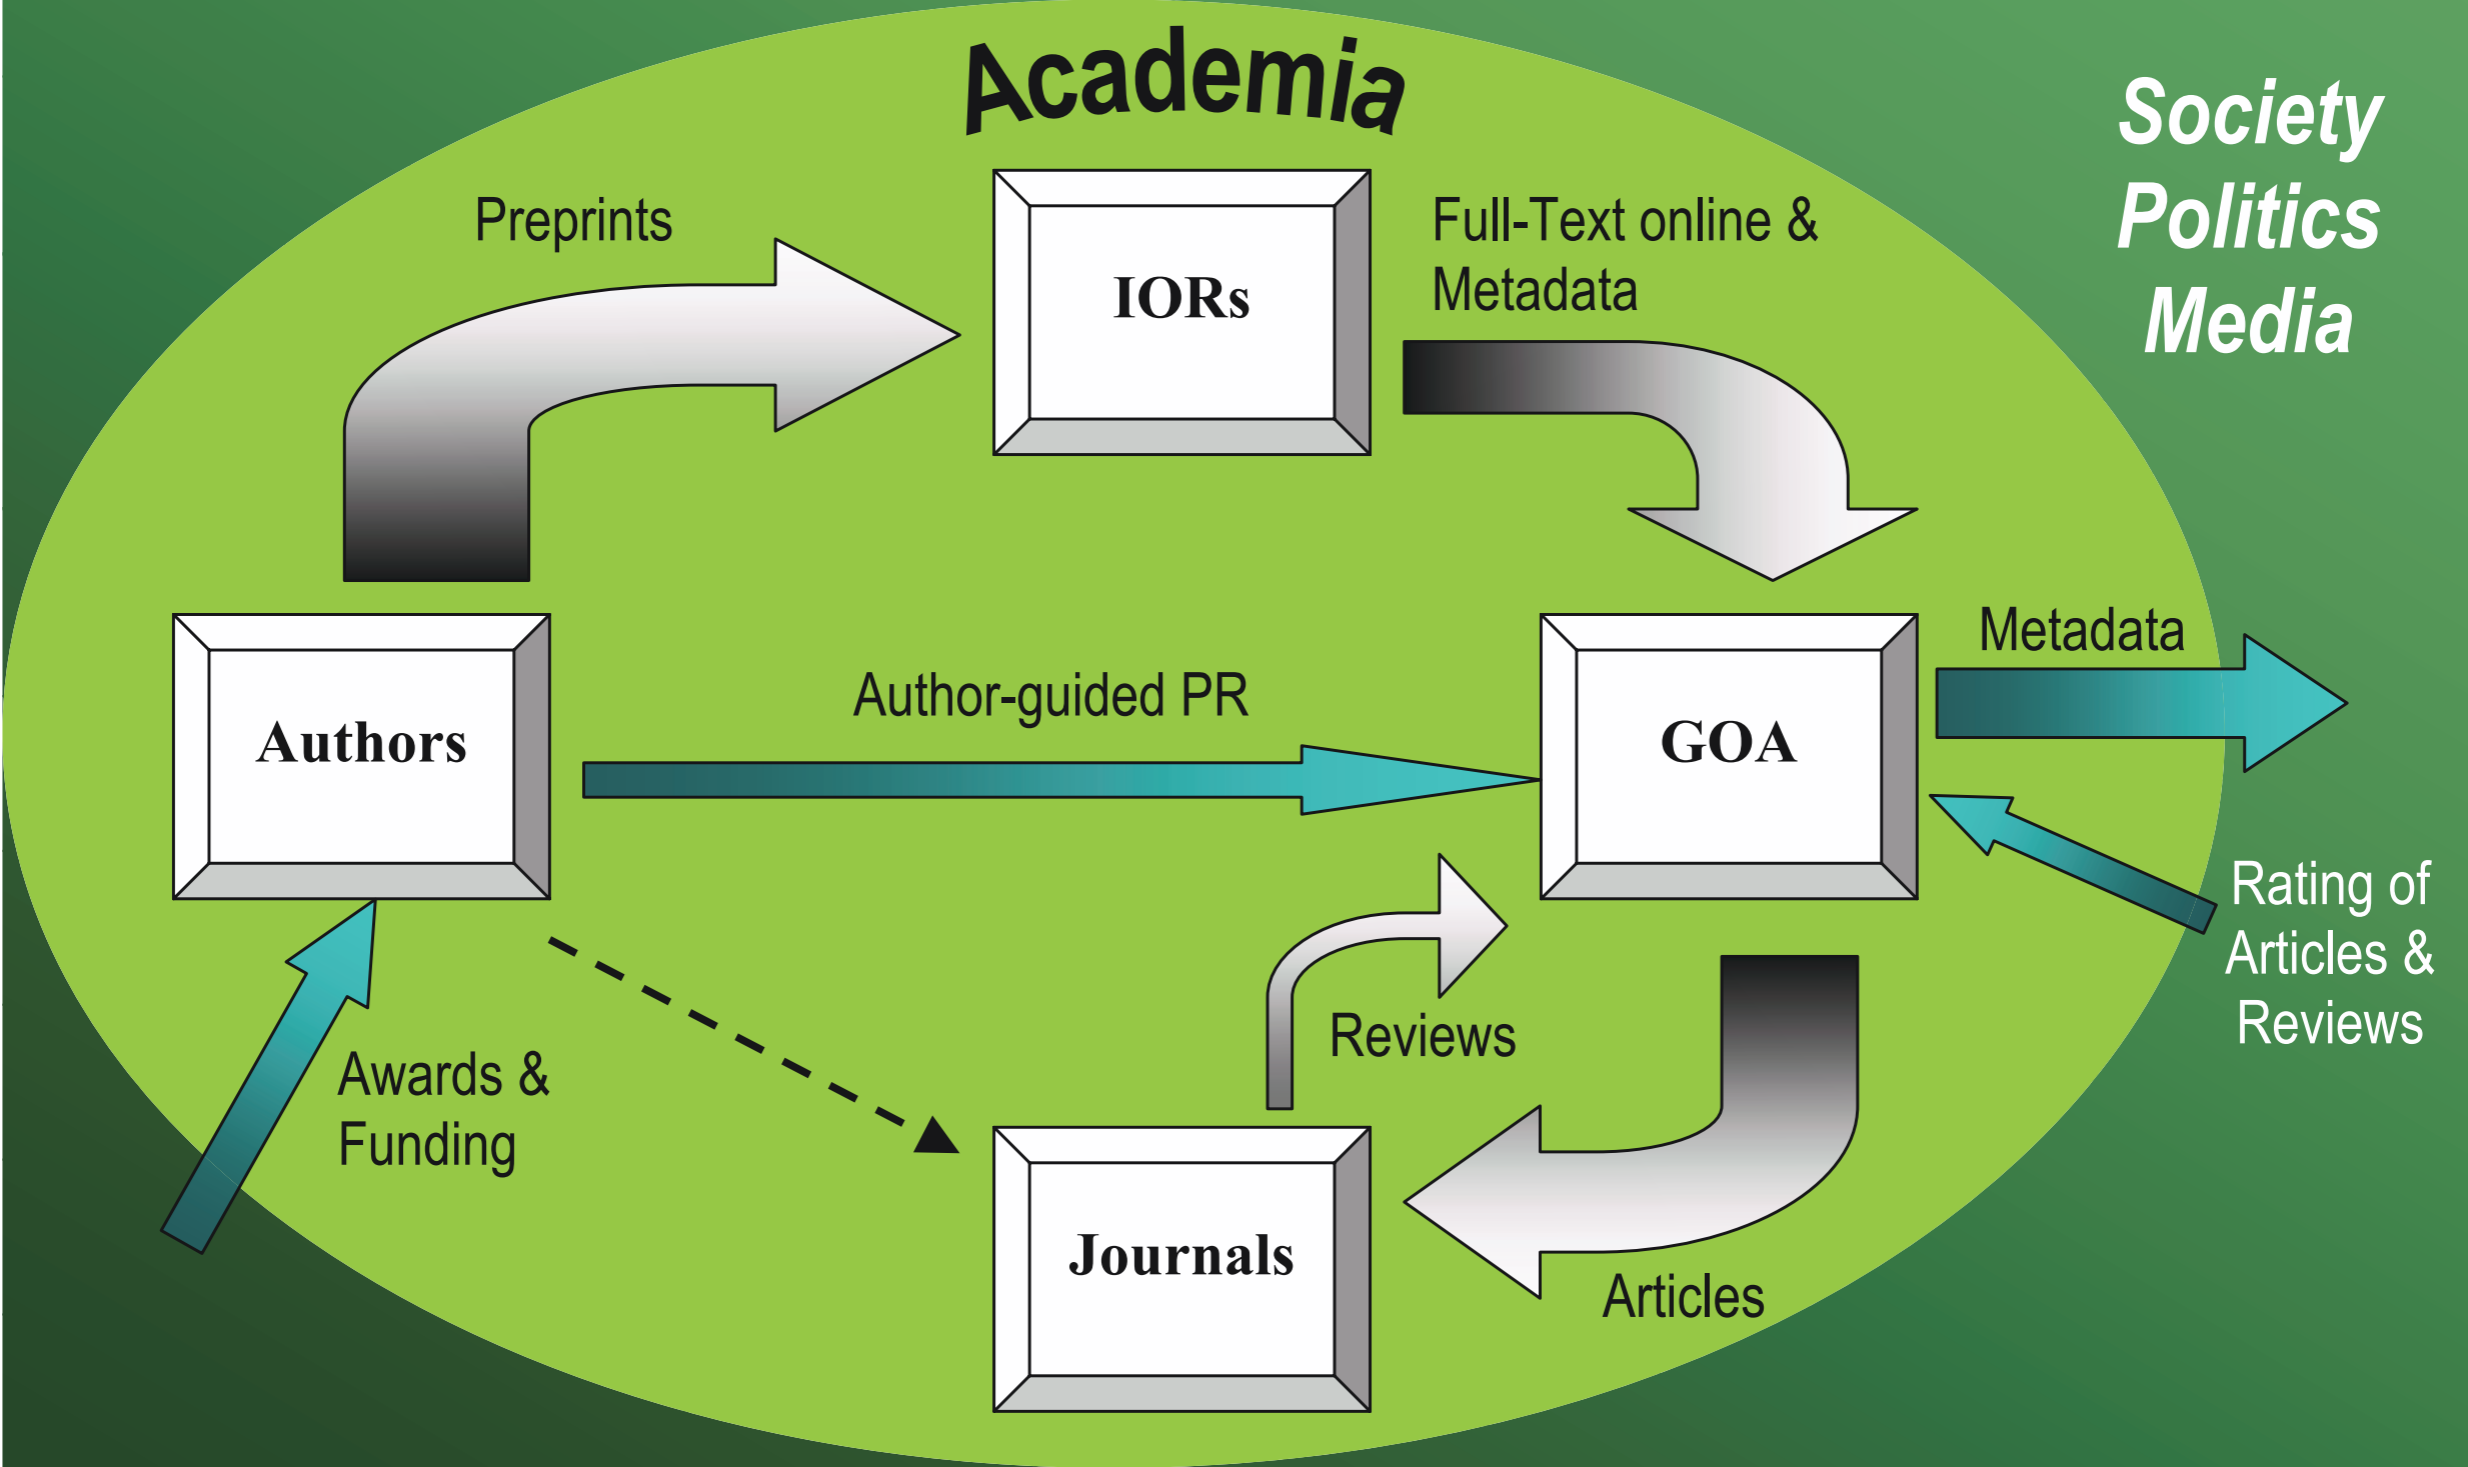 Academia
Society
Politics
Media
Preprints
IORs
Full-Text online &
Metadata
Authors
Author-guided PR
GOA
Metadata
Rating of
Articles &
Reviews
Reviews
Awards &
Funding
Journals
Articles